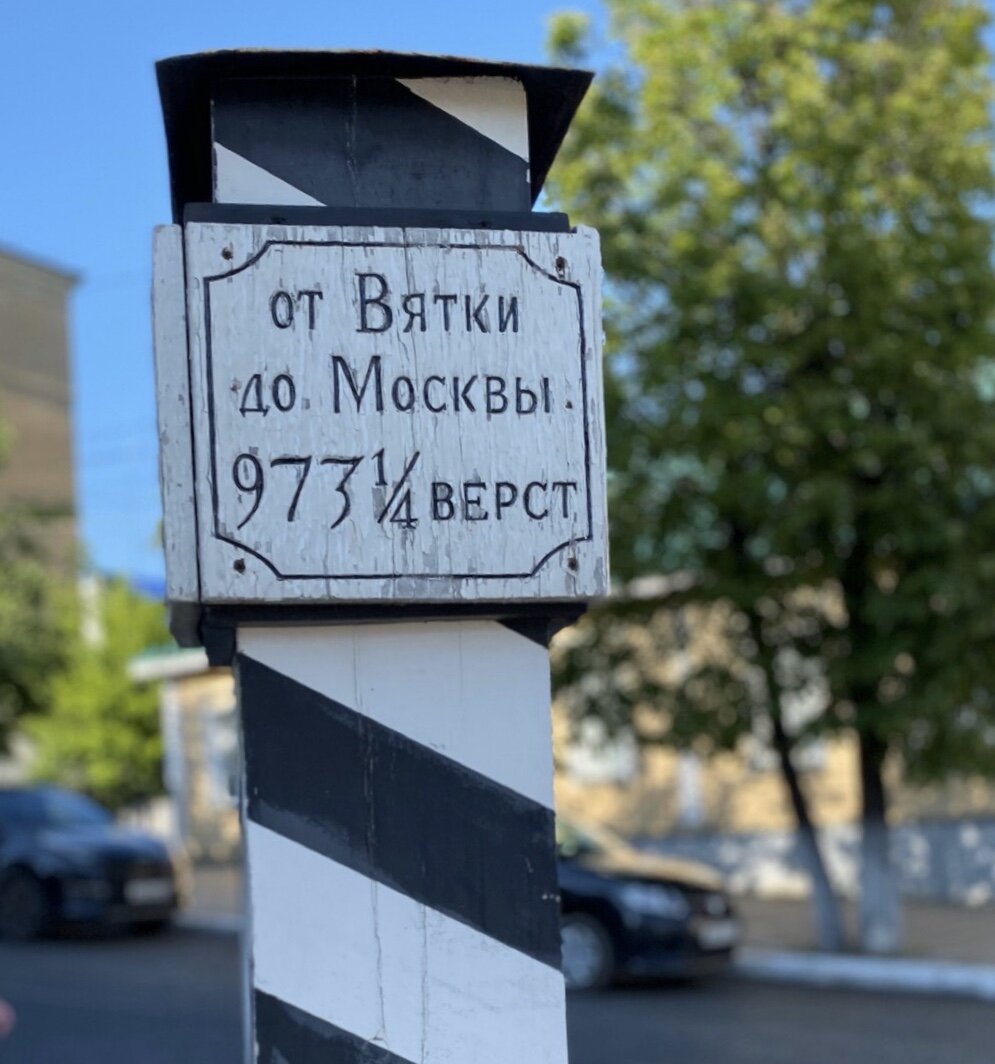 от Вятки
до Москвы
973 1/4 верст